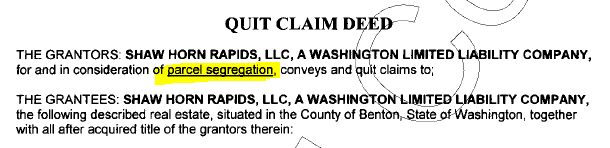 QUIT CLAIM DEED
THE GRANTORS: SHAW HORN RAPIDS, LLC, A WASHINGTON LIMITED LIABILITY COMPANY,
for and in consideration of parcel segregation, conveys and quit claims to;
THE GRANTEES: SHAW HORN RAPIDS, LLC, A WASHINGTON LIMITED LIABILITY COMPANY,
the following described real estate, situated in the County of Benton, State of Washington, together
with all after acquired title of the grantors therein: